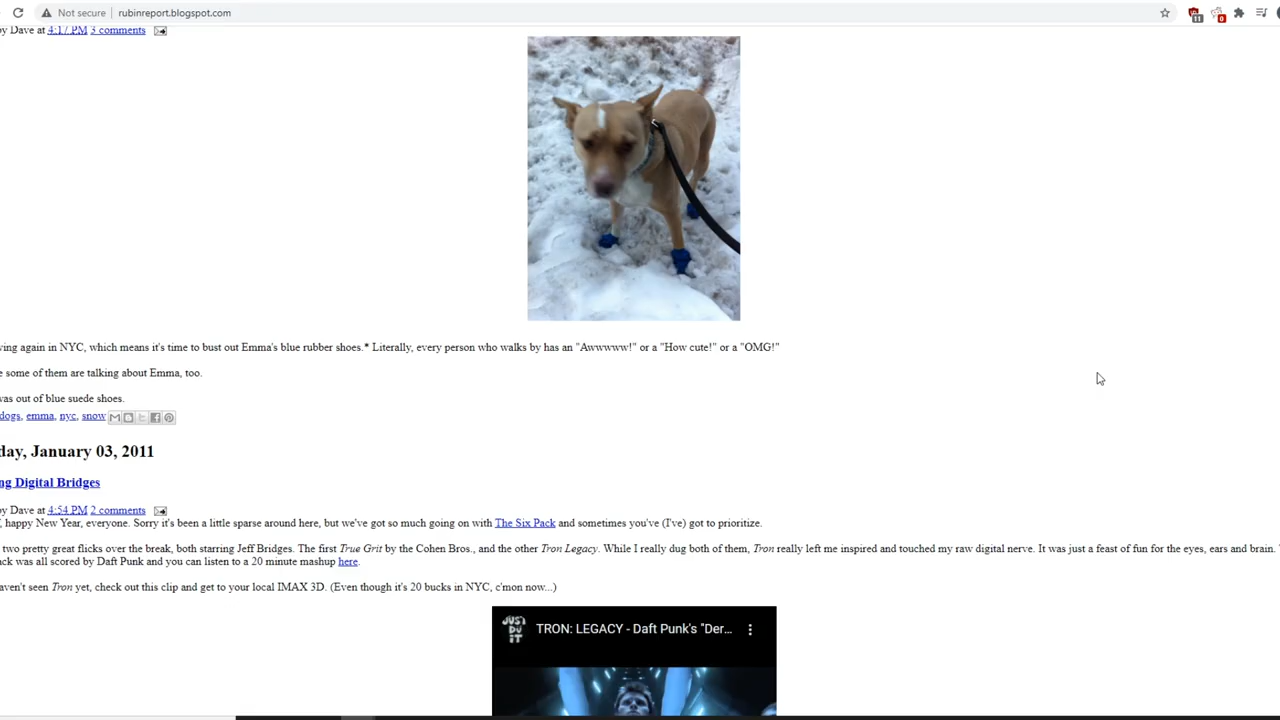 Not secure rubinreport.blogspot.com
11 0
by Dave at 4:17 PM 3 comments
ving again in NYC, which means it's time to bust out Emma's blue rubber shoes.* Literally, every person who walks by has an "Awwwww!" or a "How cute!" or a "OMG!"
e some of them are talking about Emma, too.
was out of blue suede shoes.
dogs, emma, nyc, snow
day, January 03, 2011
ng Digital Bridges
by Dave at 4:54 PM 2 comments
, happy New Year, everyone. Sorry it's been a little sparse around here, but we've got so much going on with The Six Pack and sometimes you've (I've) got to prioritize.
two pretty great flicks over the break, both starring Jeff Bridges. The first True Grit by the Cohen Bros., and the other Tron Legacy. While I really dug both of them, Tron really left me inspired and touched my raw digital nerve. It was just a feast of fun for the eyes, ears and brain.
ack was all scored by Daft Punk and you can listen to a 20 minute mashup here.
aven't seen Tron yet, check out this clip and get to your local IMAX 3D. (Even though it's 20 bucks in NYC, c'mon now...)
JUST DU IT TRON: LEGACY - Daft Punk's "Der...